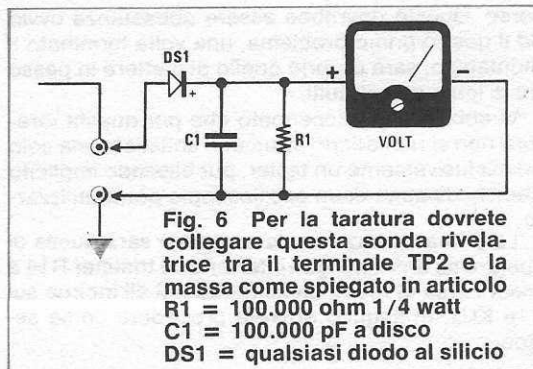 DS1
+
−
C1
R1
VOLT
Fig. 6 Per la taratura dovrete
collegare questa sonda rivela
trice tra il terminale TP2 e la
massa come spiegato in articolo
R1 = 100.000 ohm 1/4 watt
C1 = 100.000 pF a disco
DS1 = qualsiasi diodo al silicio